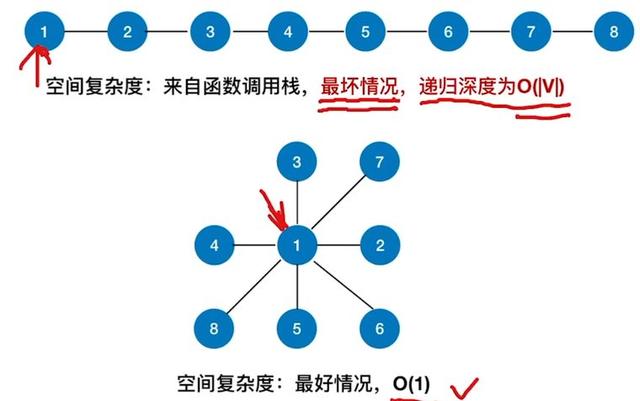 1 2 3 4 5 6 7 8
空间复杂度：来自函数调用栈，最坏情况，递归深度为O(|V|)
3 7
4 1 2
8 5 6
空间复杂度：最好情况，O(1)